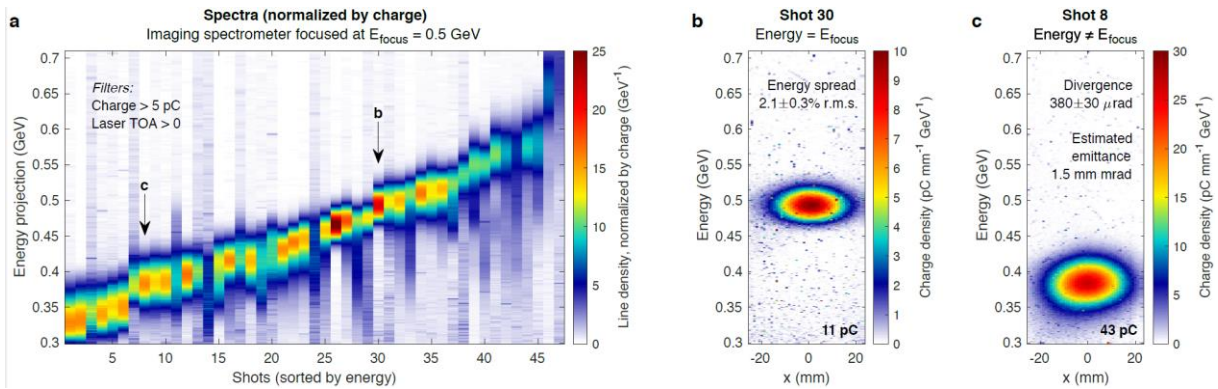 a
Spectra (normalized by charge)
Imaging spectrometer focused at E_focus = 0.5 GeV
Filters:
Charge > 5 pC
Laser TOA > 0
c
b
Energy projection (GeV)
0.7
0.65
0.6
0.55
0.5
0.45
0.4
0.35
0.3
5 10 15 20 25 30 35 40 45
Shots (sorted by energy)
25
20
15
10
5
0
Line density, normalized by charge (GeV⁻¹)
b
Shot 30
Energy = E_focus
Energy spread
2.1±0.3% r.m.s.
11 pC
Energy (GeV)
0.7
0.65
0.6
0.55
0.5
0.45
0.4
0.35
0.3
-20 0 20
x (mm)
10
9
8
7
6
5
4
3
2
1
0
Charge density (pC mm⁻¹ GeV⁻¹)
c
Shot 8
Energy ≠ E_focus
Divergence
380±30 μrad
Estimated
emittance
1.5 mm mrad
43 pC
Energy (GeV)
0.7
0.65
0.6
0.55
0.5
0.45
0.4
0.35
0.3
-20 0 20
x (mm)
30
25
20
15
10
5
0
Charge density (pC mm⁻¹ GeV⁻¹)